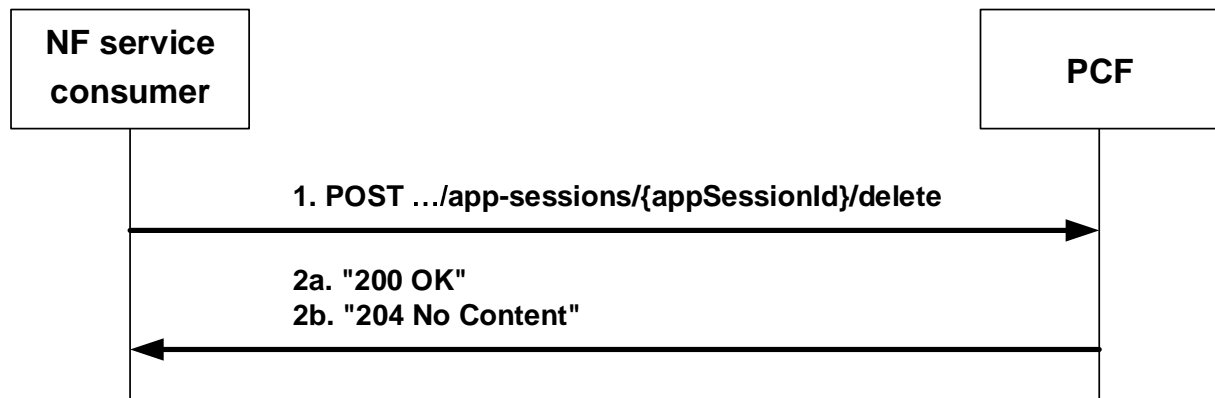 NF service
consumer
PCF
1. POST …/app-sessions/{appSessionId}/delete
2a. "200 OK"
2b. "204 No Content"